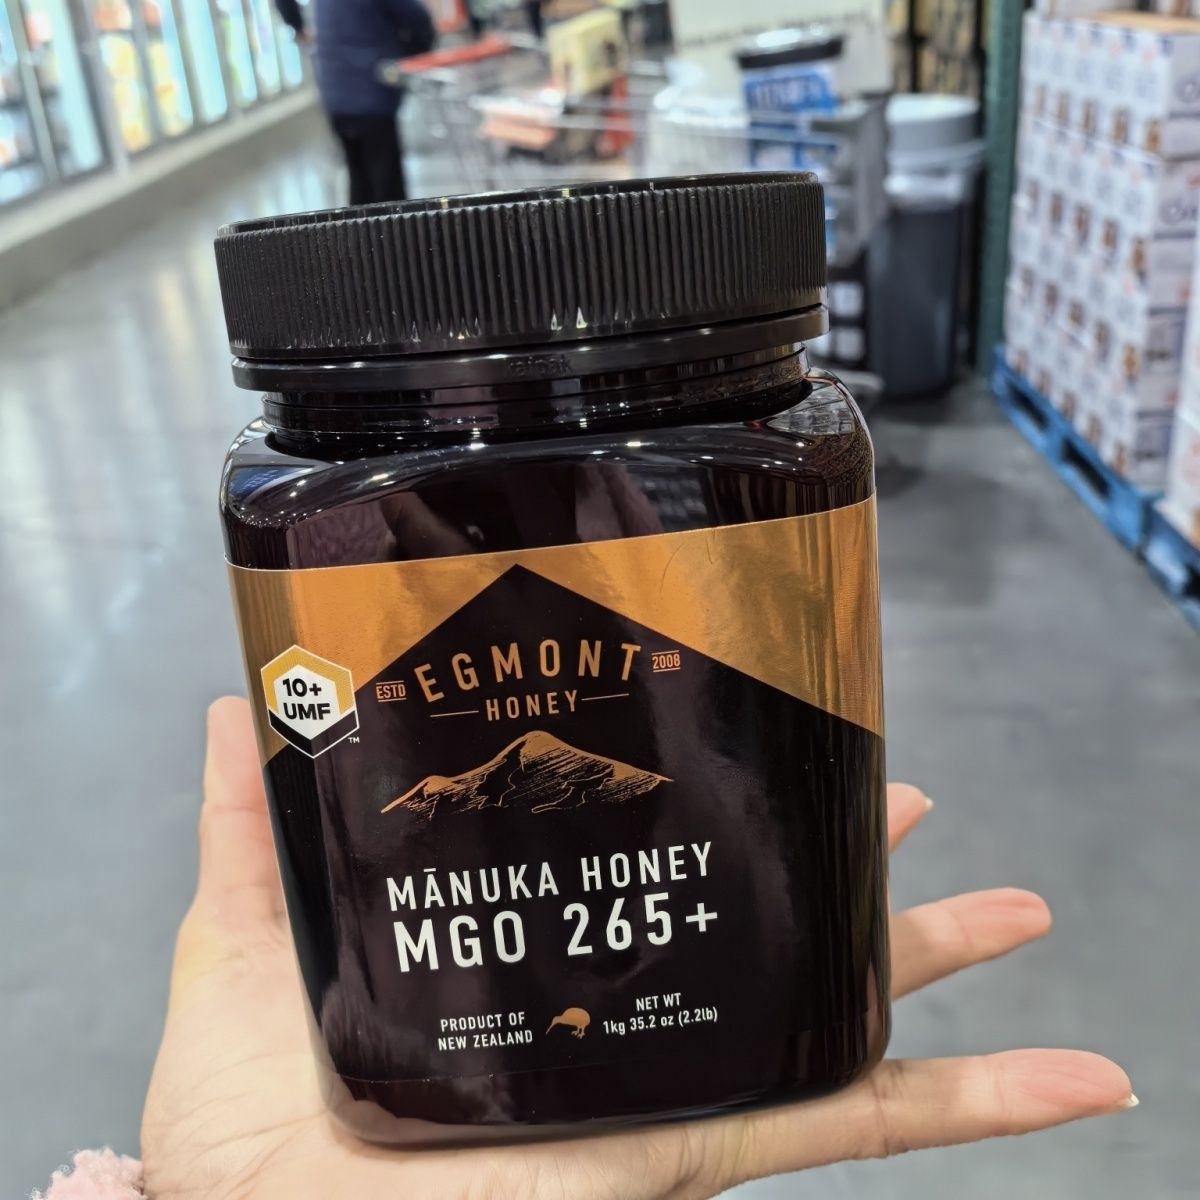 10+
UMF
™
ESTD EGMONT 2008
HONEY
MĀNUKA HONEY
MGO 265+
PRODUCT OF
NEW ZEALAND
NET WT
1kg 35.2 oz (2.2lb)